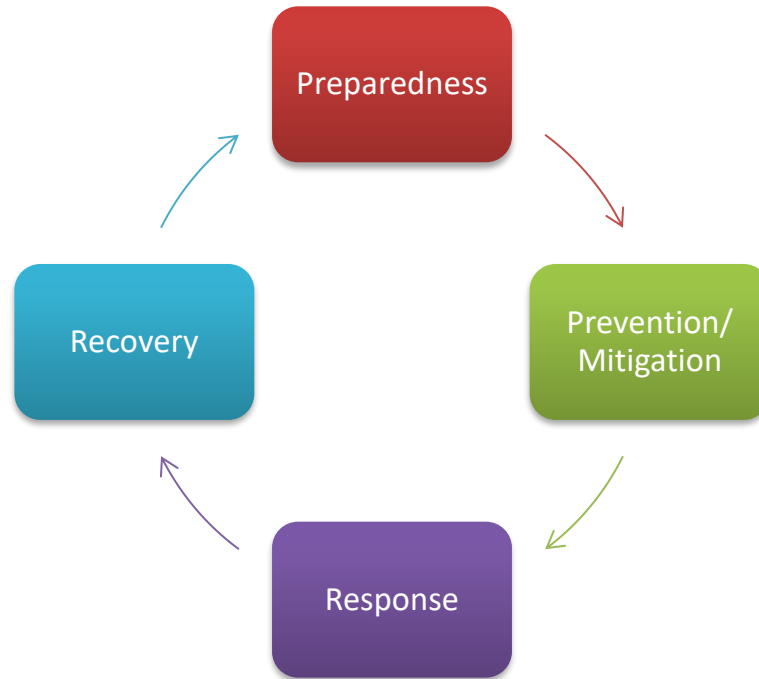 Preparedness
Prevention/
Mitigation
Response
Recovery